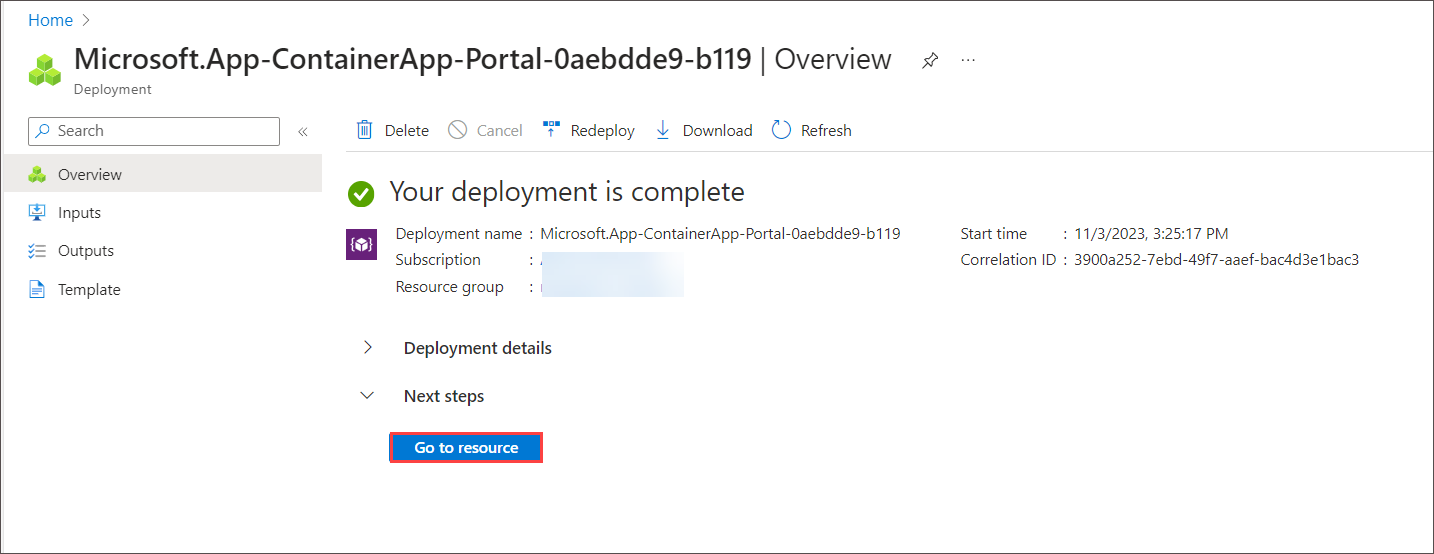 Home
Microsoft.App-ContainerApp-Portal-0aebdde9-b119 | Overview
...
Deployment
Search
Delete Cancel Redeploy Download Refresh
Overview
Inputs
Outputs
Template
Your deployment is complete
Deployment name : Microsoft.App-ContainerApp-Portal-0aebdde9-b119
Subscription :
Resource group :
Start time : 11/3/2023, 3:25:17 PM
Correlation ID : 3900a252-7ebd-49f7-aaef-bac4d3e1bac3
Deployment details
Next steps
Go to resource